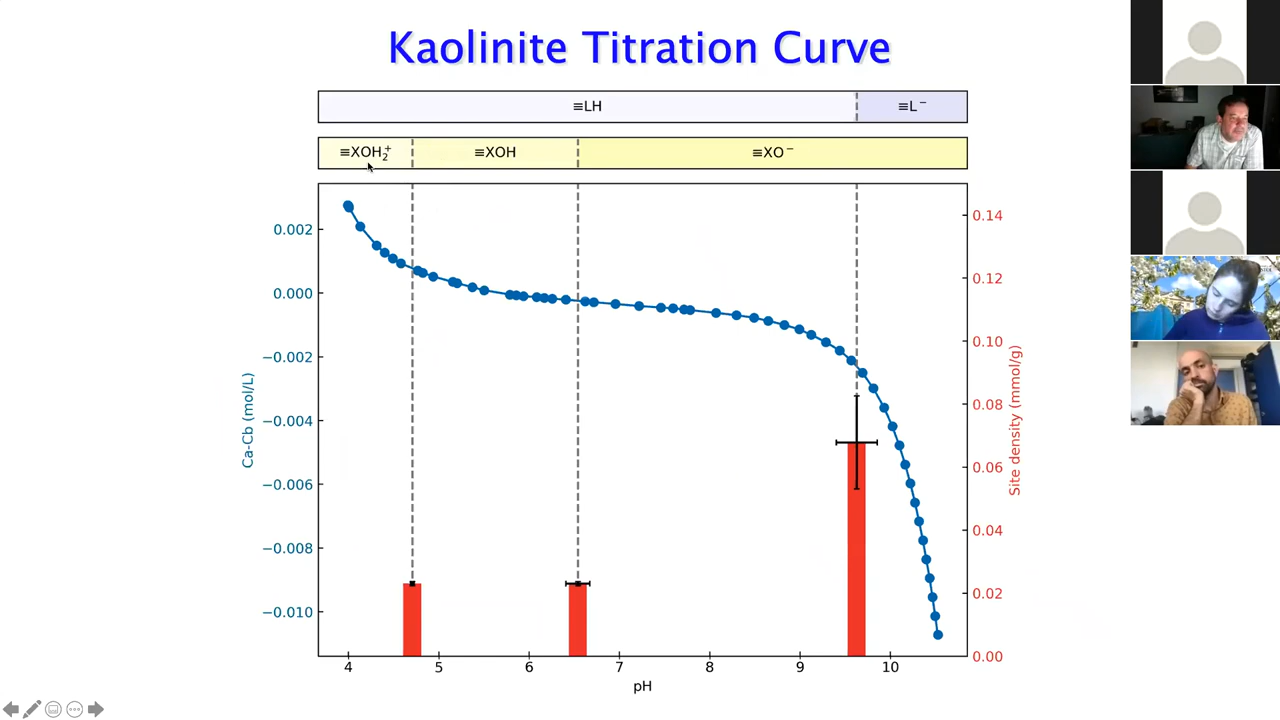 Kaolinite Titration Curve
≡LH
≡L⁻
≡XOH₂⁺
≡XOH
≡XO⁻
0.002
0.000
−0.002
−0.004
−0.006
−0.008
−0.010
Ca-Cb (mol/L)
0.14
0.12
0.10
0.08
0.06
0.04
0.02
0.00
Site density (mmol/g)
4 5 6 7 8 9 10
pH